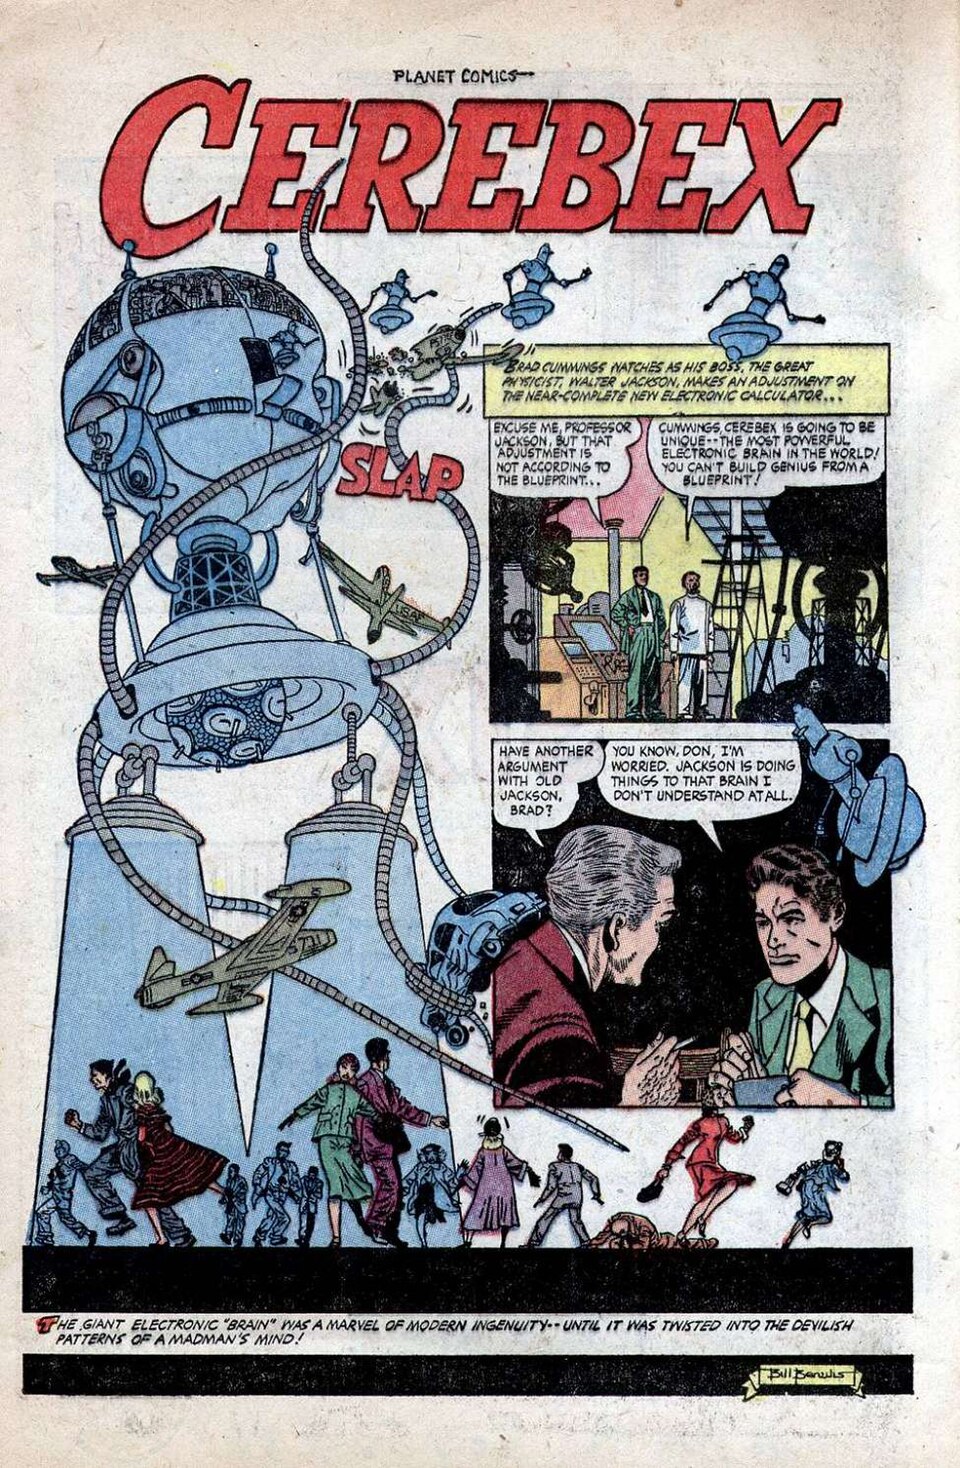 PLANET COMICS—
CEREBEX
BRAD CUMMINGS WATCHES AS HIS BOSS, THE GREAT
PHYSICIST, WALTER JACKSON, MAKES AN ADJUSTMENT ON
THE NEAR-COMPLETE NEW ELECTRONIC CALCULATOR...
EXCUSE ME, PROFESSOR
JACKSON, BUT THAT
ADJUSTMENT IS
NOT ACCORDING TO
THE BLUEPRINT...
CUMMINGS, CEREBEX IS GOING TO BE
UNIQUE--THE MOST POWERFUL
ELECTRONIC BRAIN IN THE WORLD!
YOU CAN'T BUILD GENIUS FROM A
BLUEPRINT!
SLAP
HAVE ANOTHER
ARGUMENT
WITH OLD
JACKSON,
BRAD?
YOU KNOW, DON, I'M
WORRIED. JACKSON IS DOING
THINGS TO THAT BRAIN I
DON'T UNDERSTAND AT ALL.
THE GIANT ELECTRONIC "BRAIN" WAS A MARVEL OF MODERN INGENUITY-- UNTIL IT WAS TWISTED INTO THE DEVILISH
PATTERNS OF A MADMAN'S MIND!
Bill Benulis